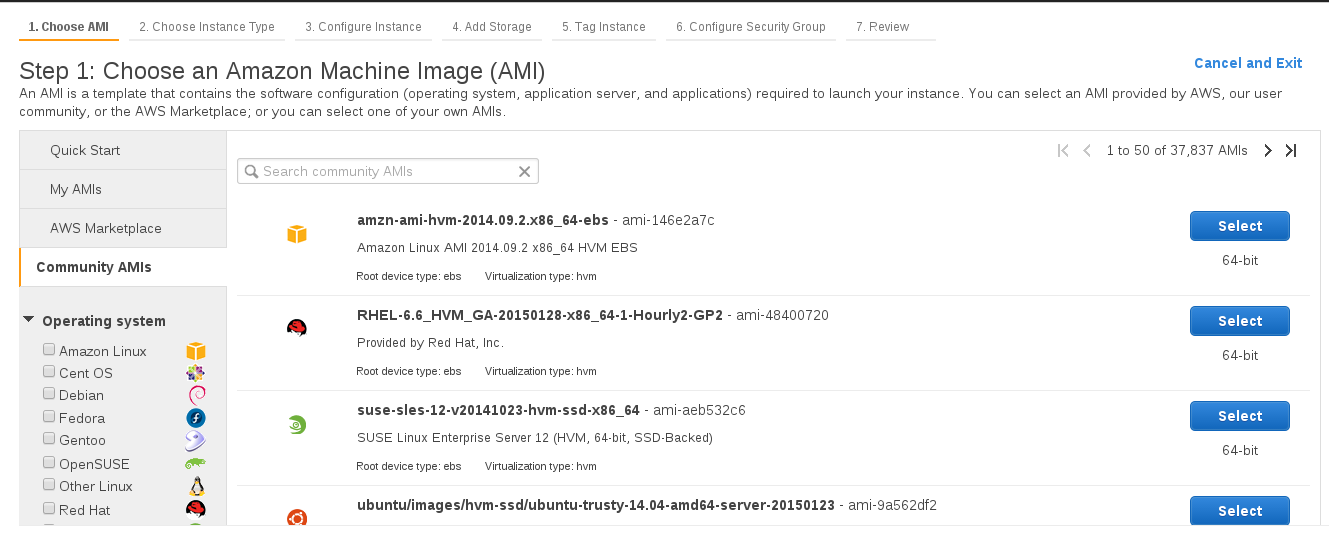 1. Choose AMI 2. Choose Instance Type 3. Configure Instance 4. Add Storage 5. Tag Instance 6. Configure Security Group 7. Review
Step 1: Choose an Amazon Machine Image (AMI)
Cancel and Exit
An AMI is a template that contains the software configuration (operating system, application server, and applications) required to launch your instance. You can select an AMI provided by AWS, our user
community, or the AWS Marketplace; or you can select one of your own AMIs.
Quick Start
My AMIs
AWS Marketplace
Community AMIs
Operating system
Amazon Linux
Cent OS
Debian
Fedora
Gentoo
OpenSUSE
Other Linux
Red Hat
1 to 50 of 37,837 AMIs
Search community AMIs
amzn-ami-hvm-2014.09.2.x86_64-ebs - ami-146e2a7c
Amazon Linux AMI 2014.09.2 x86_64 HVM EBS
Root device type: ebs Virtualization type: hvm
Select
64-bit
RHEL-6.6_HVM_GA-20150128-x86_64-1-Hourly2-GP2 - ami-48400720
Provided by Red Hat, Inc.
Root device type: ebs Virtualization type: hvm
Select
64-bit
suse-sles-12-v20141023-hvm-ssd-x86_64 - ami-aeb532c6
SUSE Linux Enterprise Server 12 (HVM, 64-bit, SSD-Backed)
Root device type: ebs Virtualization type: hvm
Select
64-bit
ubuntu/images/hvm-ssd/ubuntu-trusty-14.04-amd64-server-20150123 - ami-9a562df2
Select